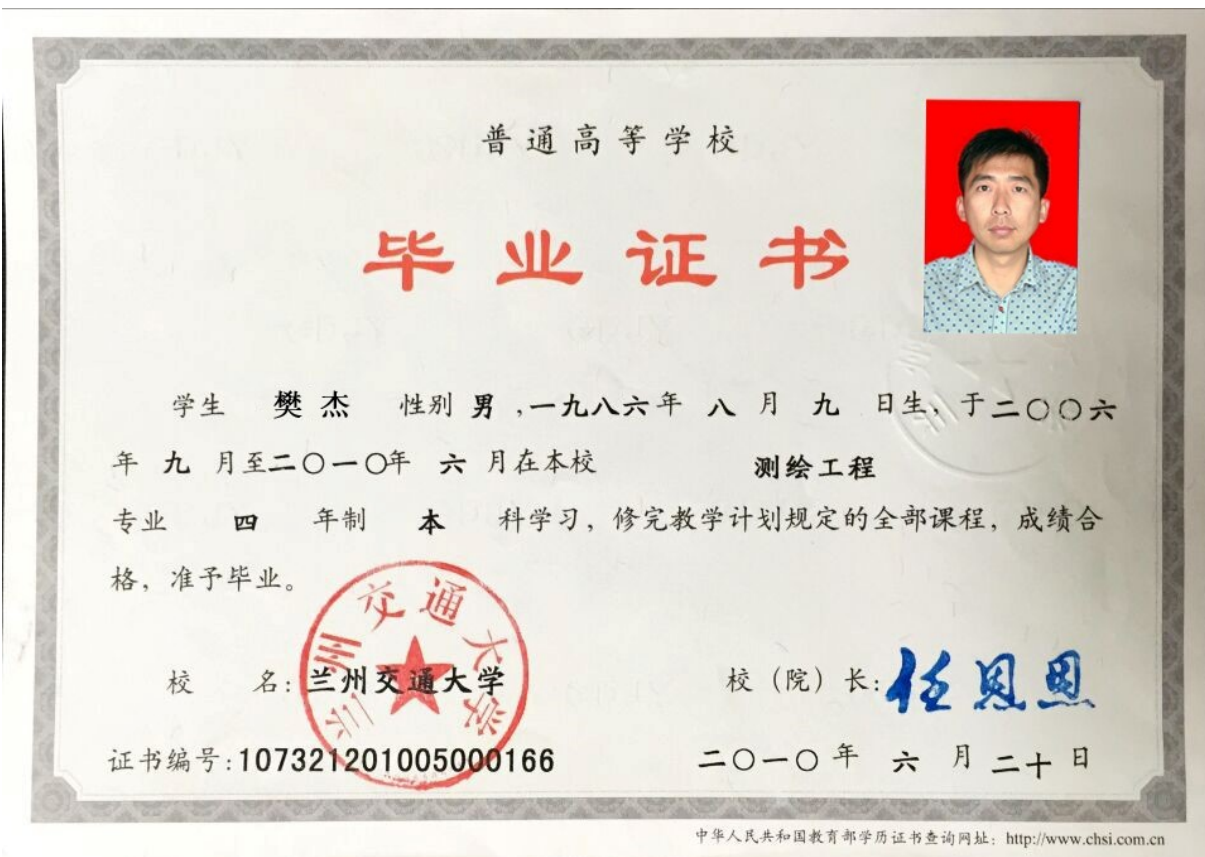 普通高等学校
毕业证书
学生 樊杰 性别 男 ,一九八六年 八 月 九 日生, 于二〇〇六
年 九 月至二〇一〇年 六 月在本校 测绘工程
专业 四 年制 本 科学习, 修完教学计划规定的全部课程, 成绩合
格, 准予毕业。
兰州交通大学
校 名: 兰州交通大学 校 (院) 长: 任恩恩
证书编号:107321201005000166 二〇一〇年 六 月 二十 日
中华人民共和国教育部学历证书查询网址: http://www.chsi.com.cn